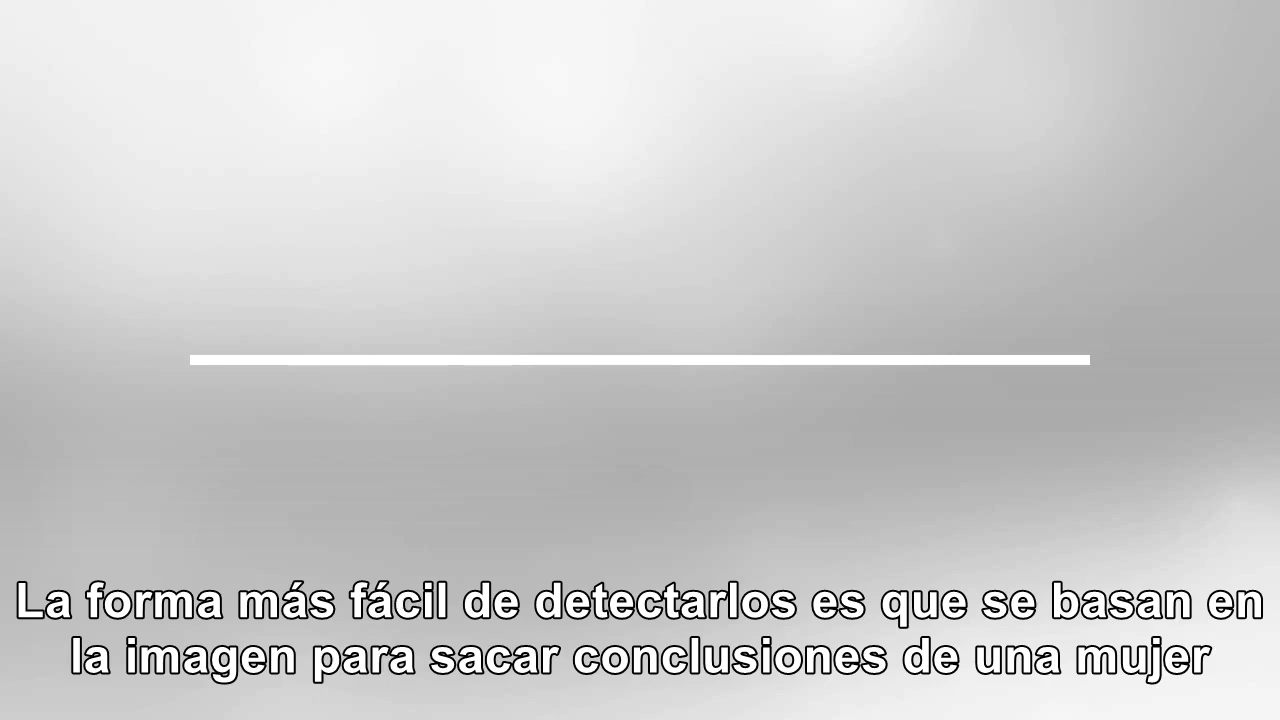 La forma más fácil de detectarlos es que se basan en
la imagen para sacar conclusiones de una mujer